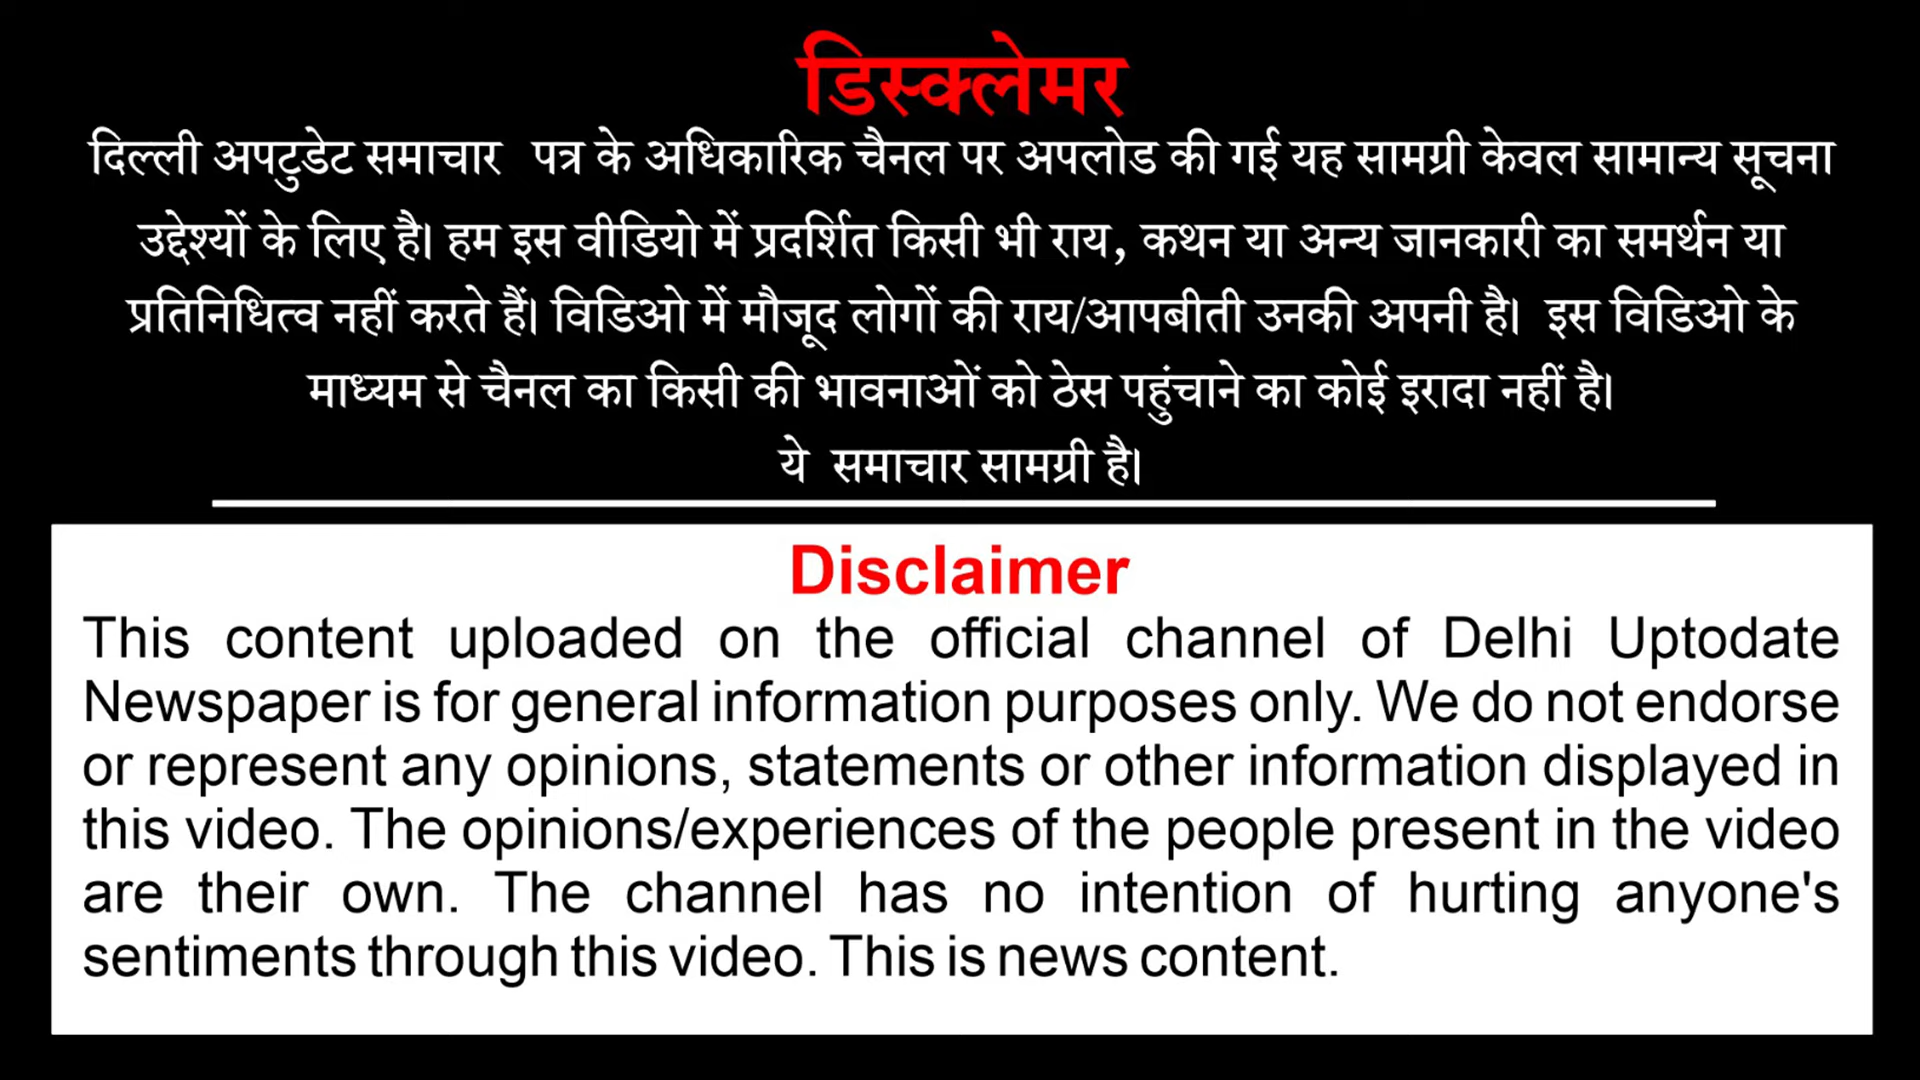 डिस्क्लेमर
दिल्ली अपटुडेट समाचार पत्र के अधिकारिक चैनल पर अपलोड की गई यह सामग्री केवल सामान्य सूचना
उद्देश्यों के लिए है। हम इस वीडियो में प्रदर्शित किसी भी राय, कथन या अन्य जानकारी का समर्थन या
प्रतिनिधित्व नहीं करते हैं। विडिओ में मौजूद लोगों की राय/आपबीती उनकी अपनी है। इस विडिओ के
माध्यम से चैनल का किसी की भावनाओं को ठेस पहुंचाने का कोई इरादा नहीं है।
ये समाचार सामग्री है।
Disclaimer
This content uploaded on the official channel of Delhi Uptodate
Newspaper is for general information purposes only. We do not endorse
or represent any opinions, statements or other information displayed in
this video. The opinions/experiences of the people present in the video
are their own. The channel has no intention of hurting anyone's
sentiments through this video. This is news content.